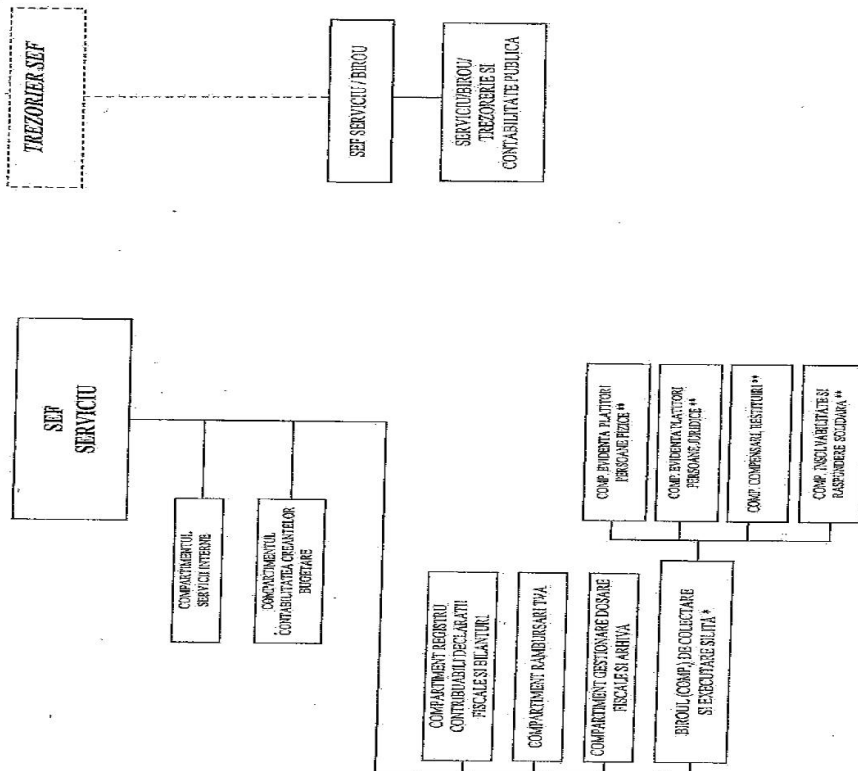 TREZORIER SEF
SEF SERVICIU / BIROU
SERVICIU/BIROU/
TREZORERIE SI
CONTABILITATE PUBLICA
SEF
SERVICIU
COMPARTIMENTUL
SERVICII INTERNE
COMPARTIMENTUL
CONTABILITATEA CREANTELOR
BUGETARE
COMPARTIMENT REGISTRU,
CONTRIBUABILI DECLARATII
FISCALE SI BILANTURI
COMPARTIMENT RAMBURSARI TVA
COMPARTIMENT GESTIONARE DOSARE
FISCALE SI ARHIVA
BIROUL (COMP.) DE COLECTARE
SI EXECUTARE SILITA *
COMP. EVIDENTA PLATITORI
PERSOANE FIZICE **
COMP. EVIDENTA PLATITORI
PERSOANE JURIDICE **
COMP. COMPENSARI, RESTITUIRI **
COMP. INSOLVABILITATE SI
RASPUNDERE SOLIDARA **